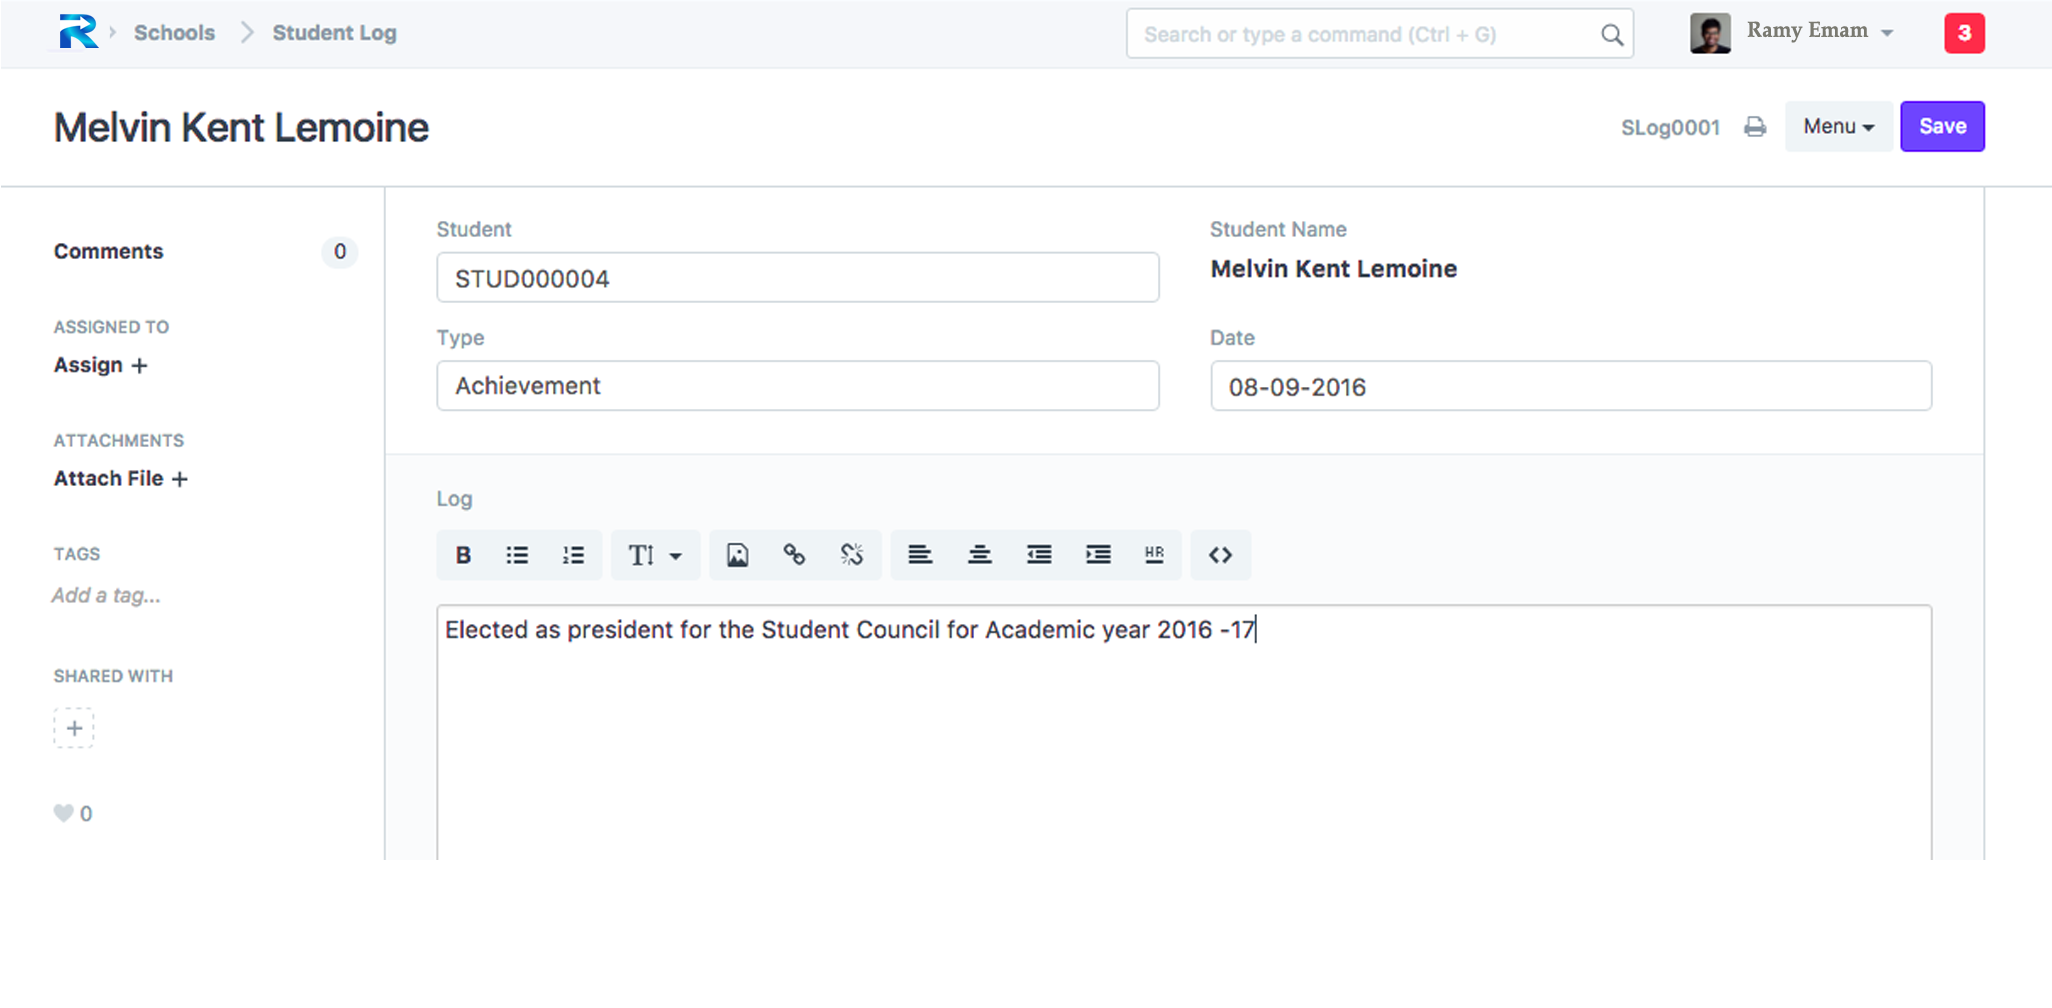 Schools
Student Log
Search or type a command (Ctrl + G)
Ramy Emam
3
Melvin Kent Lemoine
SLog0001
Menu
Save
Comments
0
ASSIGNED TO
Assign +
ATTACHMENTS
Attach File +
TAGS
Add a tag...
SHARED WITH
+
0
Student
STUD000004
Student Name
Melvin Kent Lemoine
Type
Achievement
Date
08-09-2016
Log
B
T
HR
<>
Elected as president for the Student Council for Academic year 2016 -17